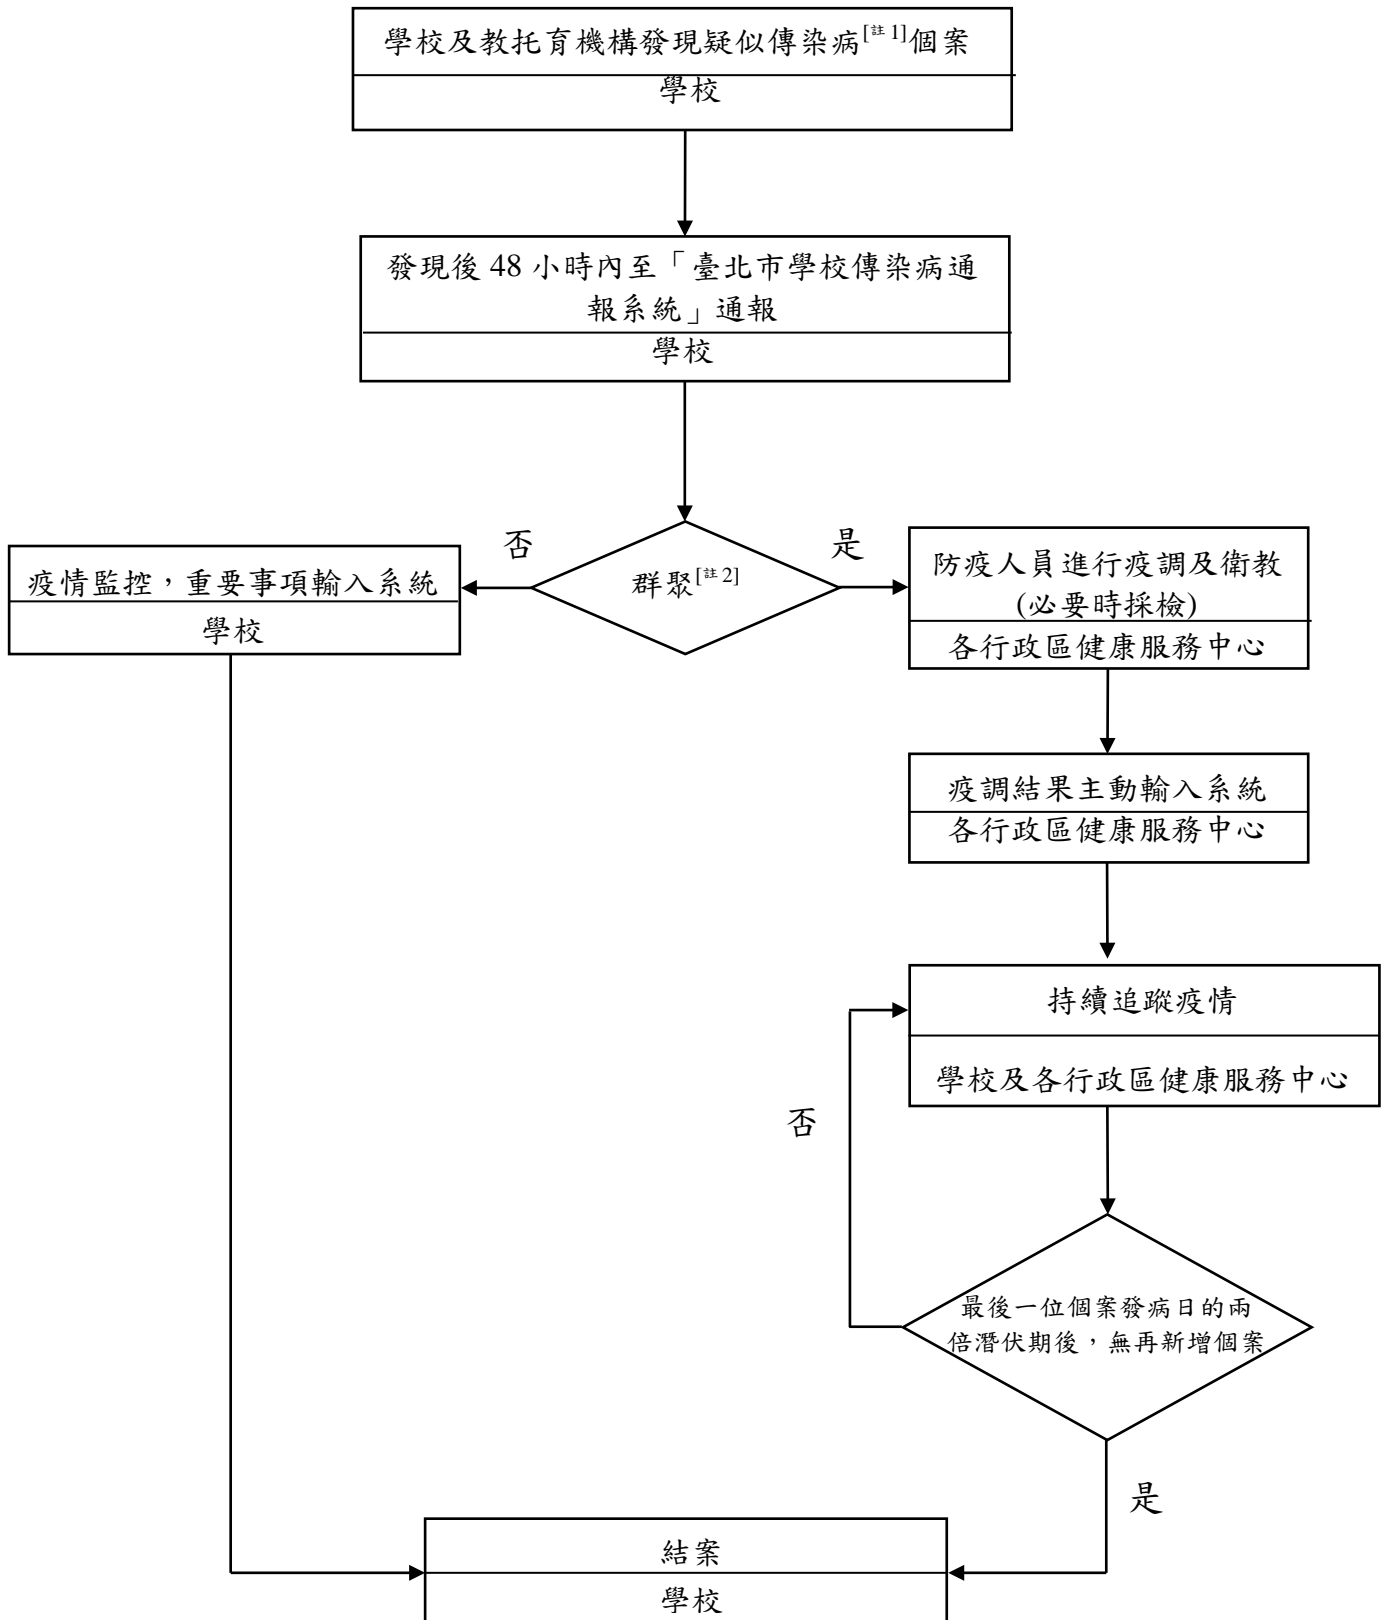 學校及教托育機構發現疑似傳染病[註 1]個案
學校
發現後 48 小時內至「臺北市學校傳染病通
報系統」通報
學校
否
是
群聚[註 2]
疫情監控，重要事項輸入系統
學校
防疫人員進行疫調及衛教
(必要時採檢)
各行政區健康服務中心
疫調結果主動輸入系統
各行政區健康服務中心
持續追蹤疫情
學校及各行政區健康服務中心
否
最後一位個案發病日的兩
倍潛伏期後，無再新增個案
是
結案
學校